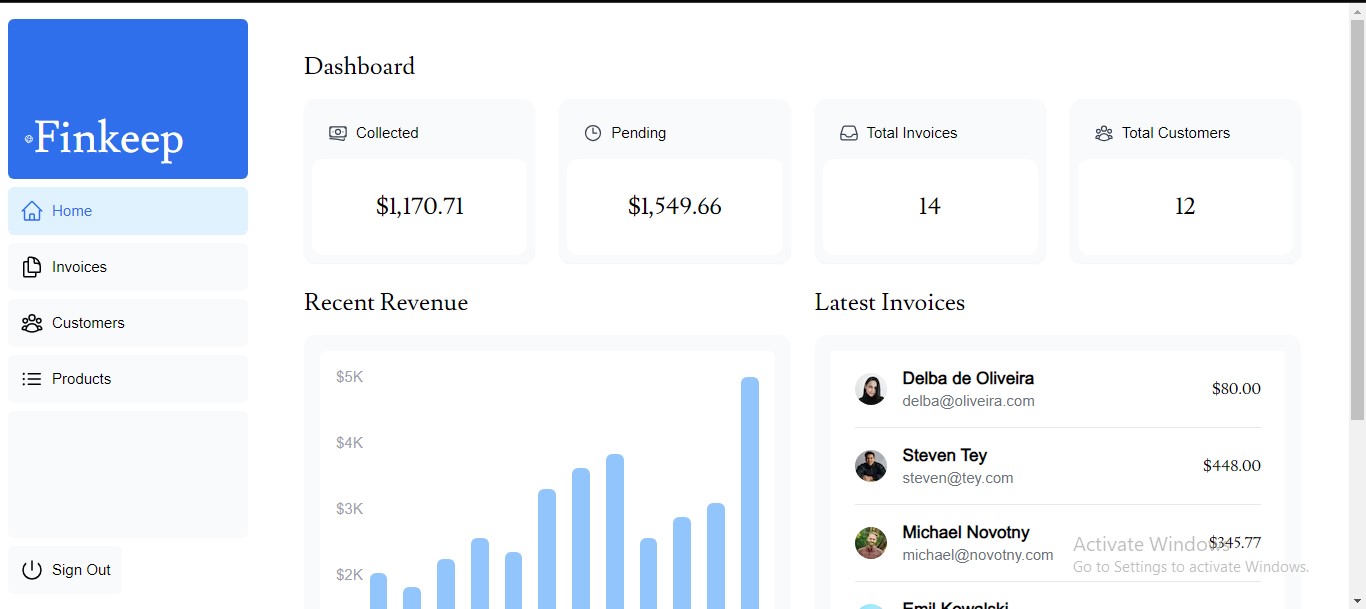 Finkeep
Home
Invoices
Customers
Products
Sign Out
Dashboard
Collected
$1,170.71
Pending
$1,549.66
Total Invoices
14
Total Customers
12
Recent Revenue
$5K
$4K
$3K
$2K
Latest Invoices
Delba de Oliveira
delba@oliveira.com
$80.00
Steven Tey
steven@tey.com
$448.00
Michael Novotny
michael@novotny.com
$345.77
Emil Kowalski
Activate Windows
Go to Settings to activate Windows.